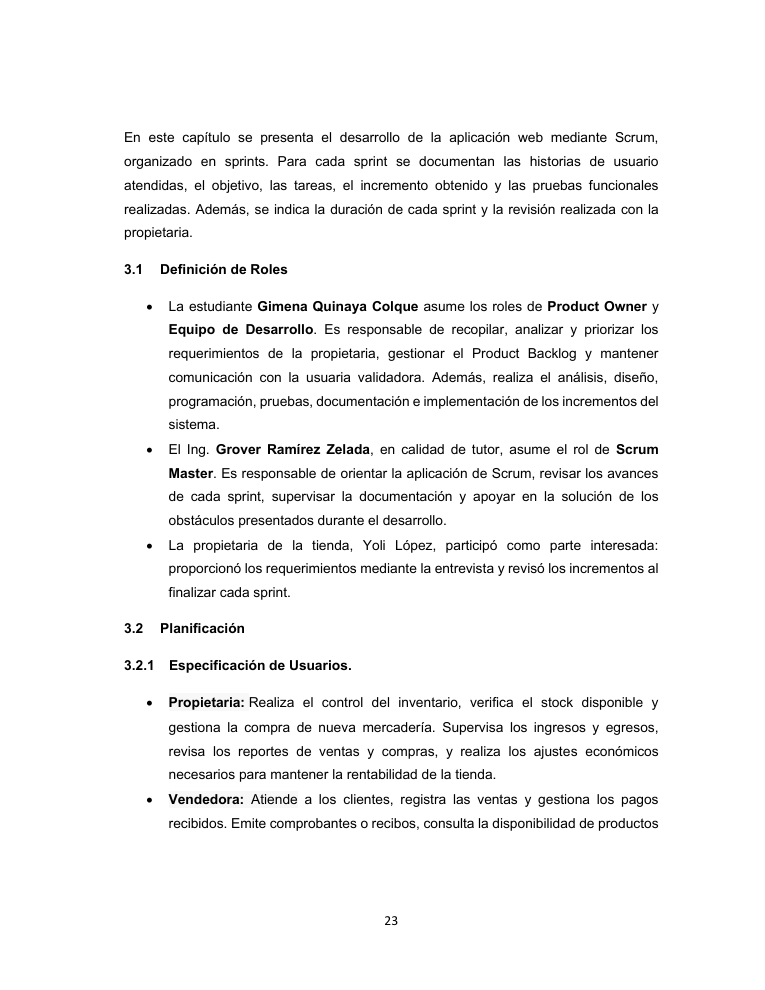 En este capítulo se presenta el desarrollo de la aplicación web mediante Scrum,
organizado en sprints. Para cada sprint se documentan las historias de usuario
atendidas, el objetivo, las tareas, el incremento obtenido y las pruebas funcionales
realizadas. Además, se indica la duración de cada sprint y la revisión realizada con la
propietaria.
3.1 Definición de Roles
• La estudiante Gimena Quinaya Colque asume los roles de Product Owner y
Equipo de Desarrollo. Es responsable de recopilar, analizar y priorizar los
requerimientos de la propietaria, gestionar el Product Backlog y mantener
comunicación con la usuaria validadora. Además, realiza el análisis, diseño,
programación, pruebas, documentación e implementación de los incrementos del
sistema.
• El Ing. Grover Ramírez Zelada, en calidad de tutor, asume el rol de Scrum
Master. Es responsable de orientar la aplicación de Scrum, revisar los avances
de cada sprint, supervisar la documentación y apoyar en la solución de los
obstáculos presentados durante el desarrollo.
• La propietaria de la tienda, Yoli López, participó como parte interesada:
proporcionó los requerimientos mediante la entrevista y revisó los incrementos al
finalizar cada sprint.
3.2 Planificación
3.2.1 Especificación de Usuarios.
• Propietaria: Realiza el control del inventario, verifica el stock disponible y
gestiona la compra de nueva mercadería. Supervisa los ingresos y egresos,
revisa los reportes de ventas y compras, y realiza los ajustes económicos
necesarios para mantener la rentabilidad de la tienda.
• Vendedora: Atiende a los clientes, registra las ventas y gestiona los pagos
recibidos. Emite comprobantes o recibos, consulta la disponibilidad de productos
23